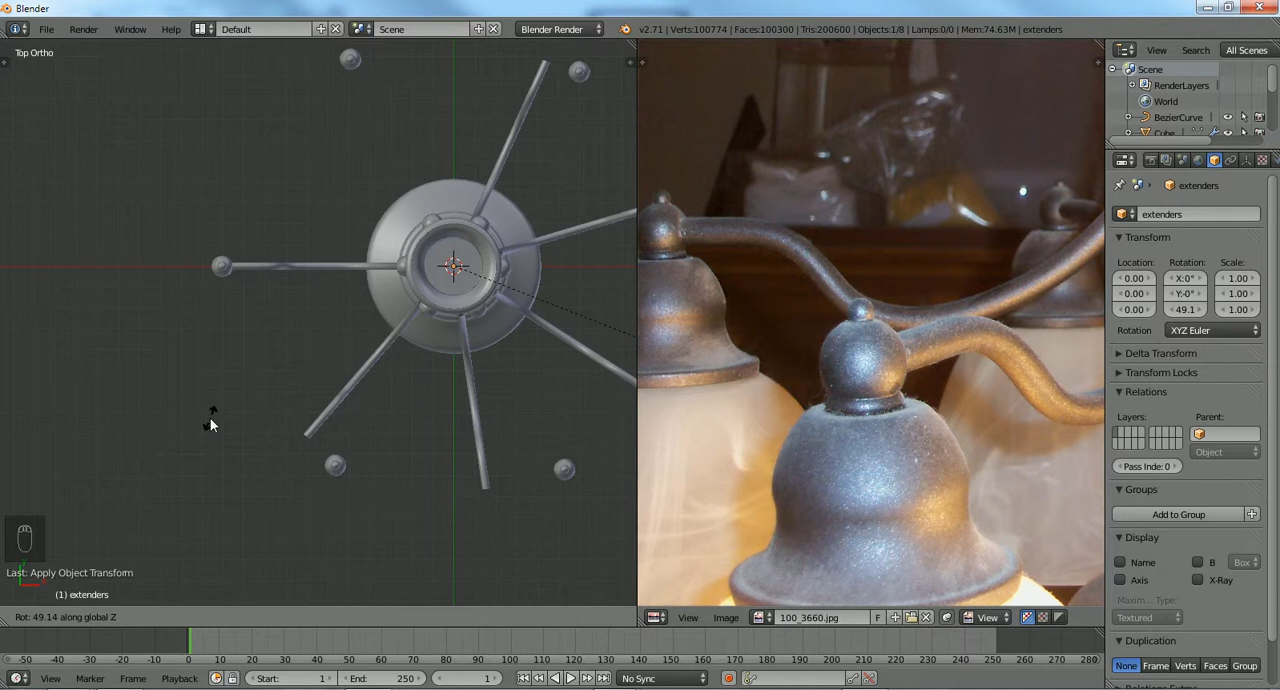 Blender
File Render Window Help Default Scene Blender Render v2.71 | Verts:100774 | Faces:100300 | Tris:200600 | Objects:1/8 | Lamps:0/0 | Mem:74.63M | extenders
Top Ortho
View Search All Scenes
Scene
RenderLayers
World
BezierCurve
Cube
extenders
extenders
Transform
Location: Rotation: Scale:
0.00 X:0° 1.00
0.00 Y:-0° 1.00
0.00 49.1 1.00
Rotation XYZ Euler
Delta Transform
Transform Locks
Relations
Layers: Parent:
Object
Pass Inde: 0
Groups
Add to Group
Display
Name B Box
Axis X-Ray
Maxim... Type:
Textured
Duplication
None Frame Verts Faces Group
Last: Apply Object Transform
(1) extenders
Rot: 49.14 along global Z
View Image 100_3660.jpg F View
-50 -40 -30 -20 -10 0 10 20 30 40 50 60 70 80 90 100 110 120 130 140 150 160 170 180 190 200 210 220 230 240 250 260 270 280
View Marker Frame Playback Start: 1 End: 250 1 No Sync